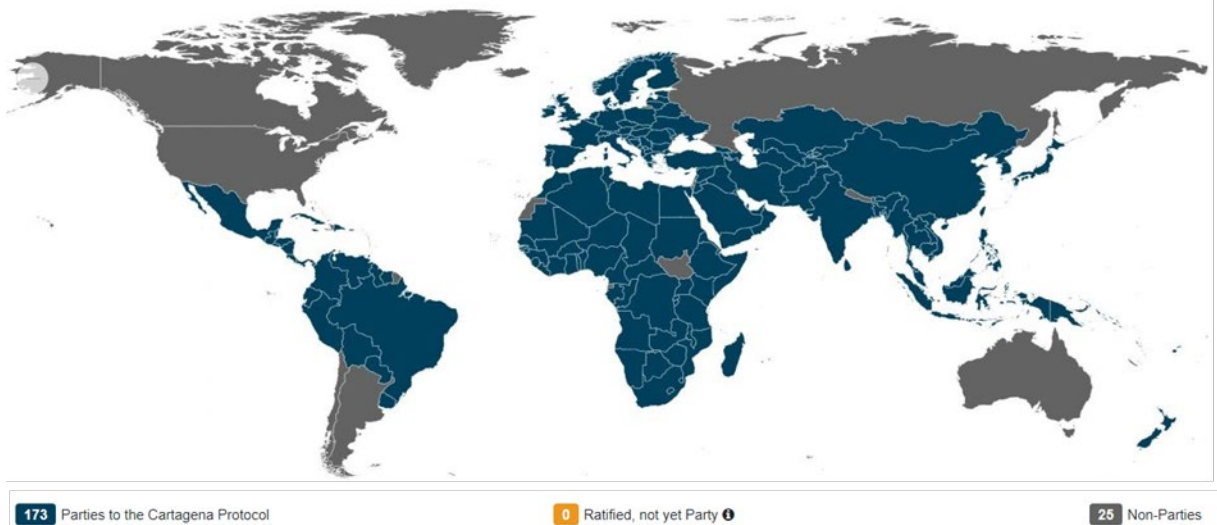 173 Parties to the Cartagena Protocol
0 Ratified, not yet Party
25 Non-Parties